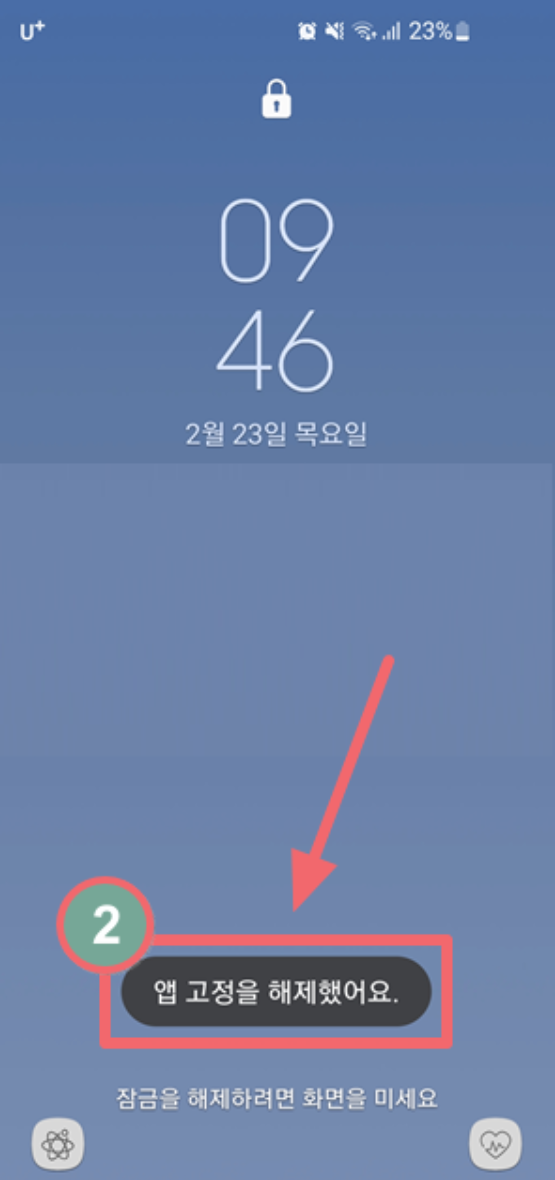 U+ 23%
09
46
2월 23일 목요일
2
앱 고정을 해제했어요.
잠금을 해제하려면 화면을 미세요